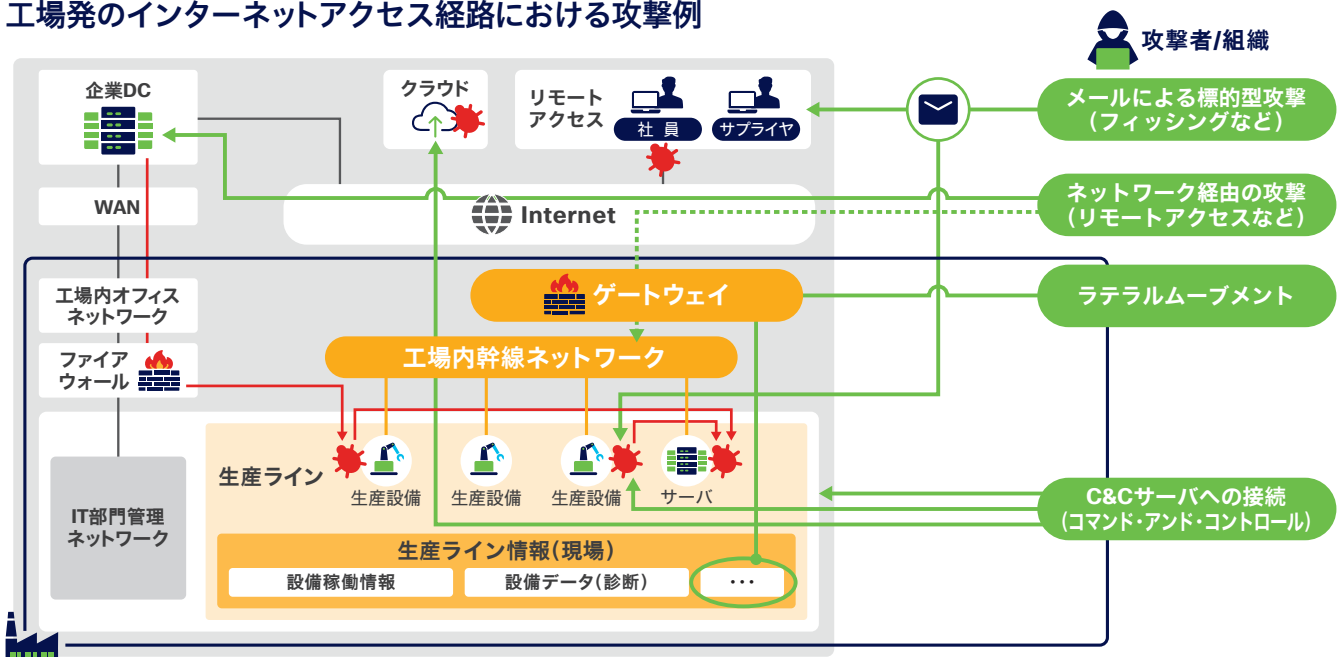 工場発のインターネットアクセス経路における攻撃例
攻撃者/組織
企業DC
クラウド
リモート
アクセス
社 員
サプライヤ
メールによる標的型攻撃
(フィッシングなど)
WAN
Internet
ネットワーク経由の攻撃
(リモートアクセスなど)
工場内オフィス
ネットワーク
ゲートウェイ
ラテラルムーブメント
ファイア
ウォール
工場内幹線ネットワーク
生産ライン
生産設備
生産設備
生産設備
サーバ
C&Cサーバへの接続
(コマンド・アンド・コントロール)
IT部門管理
ネットワーク
生産ライン情報(現場)
設備稼働情報
設備データ(診断)
･･･